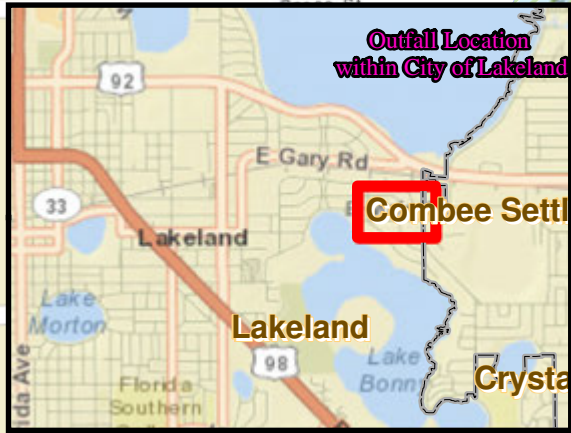 Outfall Location
within City of Lakeland
92
E Gary Rd
33
Combee Settl
Lakeland
Lake
Morton
Lakeland
98
Lake
Bonny
Crysta
Florida
Southern
rida Ave